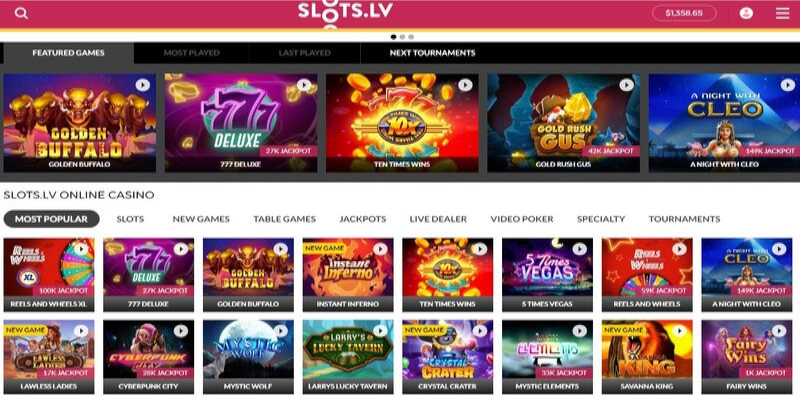 SLOTS.LV
$1,358.65
FEATURED GAMES
MOST PLAYED
LAST PLAYED
NEXT TOURNAMENTS
GOLDEN BUFFALO
GOLDEN BUFFALO
777 DELUXE
27K JACKPOT
777 DELUXE
10X
TEN TIMES WINS
GOLD RUSH GUS
42K JACKPOT
GOLD RUSH GUS
A NIGHT WITH CLEO
149K JACKPOT
A NIGHT WITH CLEO
SLOTS.LV ONLINE CASINO
MOST POPULAR
SLOTS
NEW GAMES
TABLE GAMES
JACKPOTS
LIVE DEALER
VIDEO POKER
SPECIALTY
TOURNAMENTS
REELS WHEELS XL
100K JACKPOT
REELS AND WHEELS XL
777 DELUXE
27K JACKPOT
777 DELUXE
GOLDEN BUFFALO
GOLDEN BUFFALO
NEW GAME
Instant Inferno
INSTANT INFERNO
10X
TEN TIMES WINS
5 Times VEGAS
5 TIMES VEGAS
REELS WHEELS
59K JACKPOT
REELS AND WHEELS
A NIGHT WITH CLEO
149K JACKPOT
A NIGHT WITH CLEO
NEW GAME
LAWLESS LADIES
17K JACKPOT
LAWLESS LADIES
CYBERPUNK CITY
28K JACKPOT
CYBERPUNK CITY
MYSTIC WOLF
MYSTIC WOLF
LARRY'S LUCKY TAVERN
LARRYS LUCKY TAVERN
NEW GAME
CRYSTAL CRATER
CRYSTAL CRATER
MYSTIC ELEMENTS
33K JACKPOT
MYSTIC ELEMENTS
NEW GAME
SAVANNA KING
SAVANNA KING
Fairy Wins
1K JACKPOT
FAIRY WINS